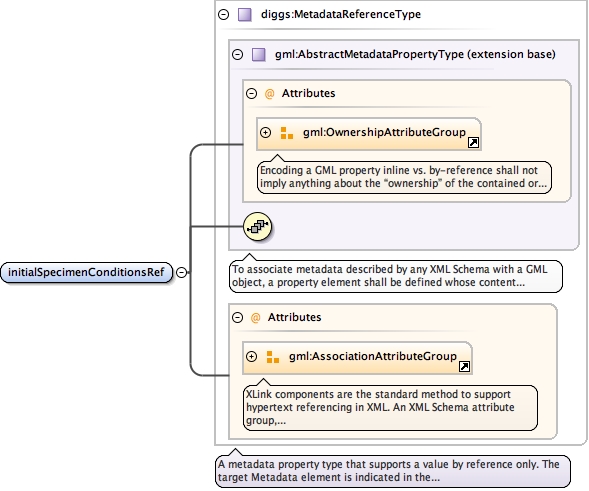 diggs:MetadataReferenceType
gml:AbstractMetadataPropertyType (extension base)
@ Attributes
gml:OwnershipAttributeGroup
Encoding a GML property inline vs. by-reference shall not
imply anything about the “ownership” of the contained or...
initialSpecimenConditionsRef
To associate metadata described by any XML Schema with a GML
object, a property element shall be defined whose content...
@ Attributes
gml:AssociationAttributeGroup
XLink components are the standard method to support
hypertext referencing in XML. An XML Schema attribute
group,...
A metadata property type that supports a value by reference only. The
target Metadata element is indicated in the...